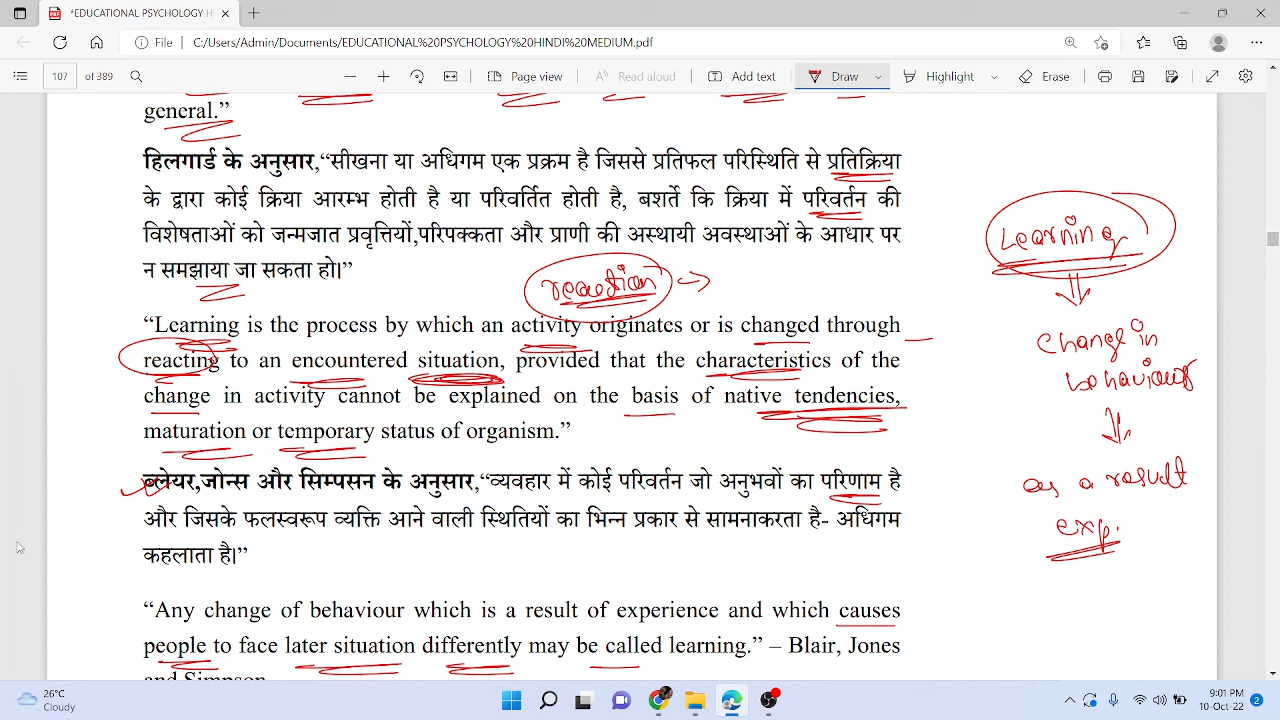 *EDUCATIONAL PSYCHOLOGY H
File
C:/Users/Admin/Documents/EDUCATIONAL%20PSYCHOLOGY%20HINDI%20MEDIUM.pdf
107 of 389
Page view
Read aloud
Add text
Draw
Highlight
Erase
general.”
हिलगार्ड के अनुसार,“सीखना या अधिगम एक प्रक्रम है जिससे प्रतिफल परिस्थिति से प्रतिक्रिया
के द्वारा कोई क्रिया आरम्भ होती है या परिवर्तित होती है, बशर्ते कि क्रिया में परिवर्तन की
विशेषताओं को जन्मजात प्रवृत्तियों,परिपक्कता और प्राणी की अस्थायी अवस्थाओं के आधार पर
न समझाया जा सकता हो।”
reaction
“Learning is the process by which an activity originates or is changed through
reacting to an encountered situation, provided that the characteristics of the
change in activity cannot be explained on the basis of native tendencies,
maturation or temporary status of organism.”
ब्लेयर,जोन्स और सिम्पसन के अनुसार,“व्यवहार में कोई परिवर्तन जो अनुभवों का परिणाम है
और जिसके फलस्वरूप व्यक्ति आने वाली स्थितियों का भिन्न प्रकार से सामनाकरता है- अधिगम
कहलाता है।”
“Any change of behaviour which is a result of experience and which causes
people to face later situation differently may be called learning.” – Blair, Jones
and Simpson
Learning
Change in
behaviour
as a result
exp.
26°C
Cloudy
9:01 PM
10-Oct-22
2